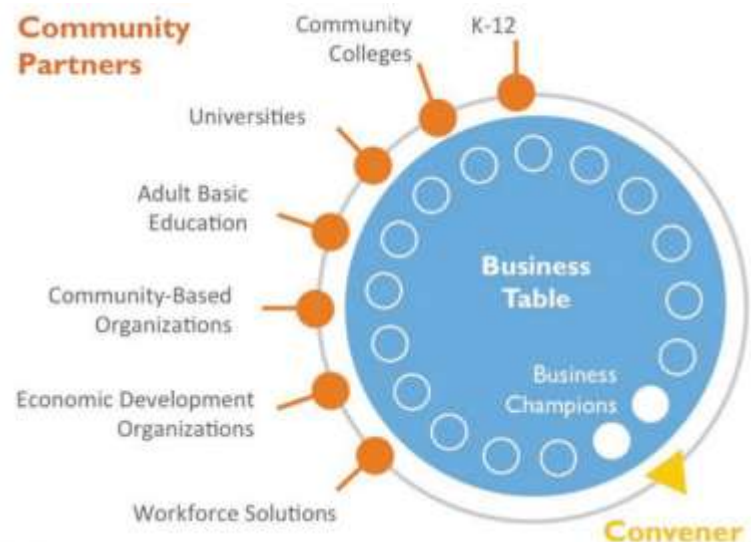 Community
Partners
Community
Colleges
K-12
Universities
Adult Basic
Education
Community-Based
Organizations
Economic Development
Organizations
Workforce Solutions
Business
Table
Business
Champions
Convener